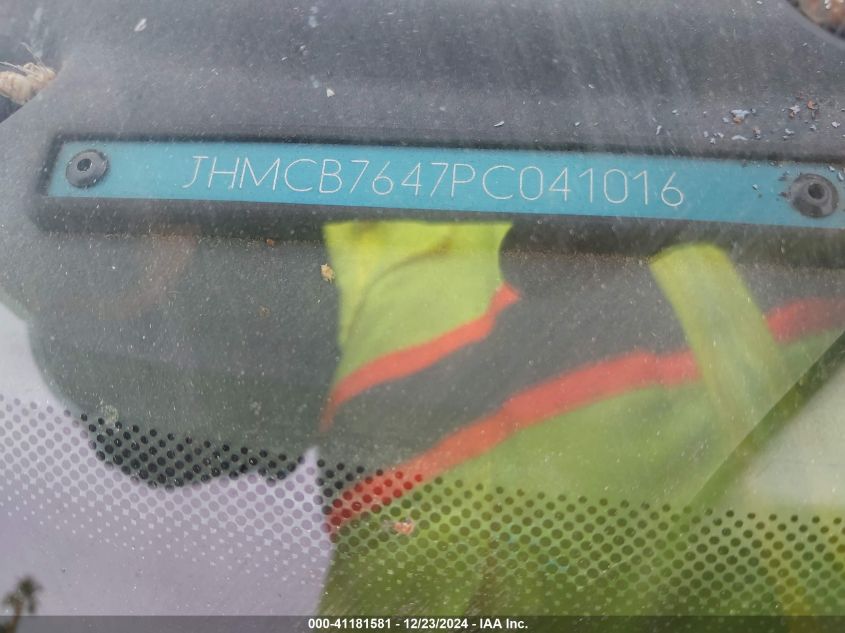 JHMCB7647PC041016
000-41181581 - 12/23/2024 - IAA Inc.